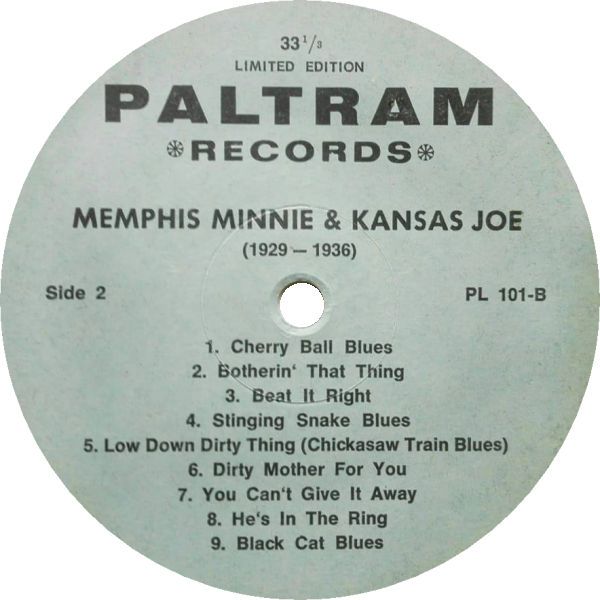 33 1/3
LIMITED EDITION
PALTRAM
*RECORDS*
MEMPHIS MINNIE & KANSAS JOE
(1929 — 1936)
Side 2
PL 101-B
1. Cherry Ball Blues
2. Botherin‘ That Thing
3. Beat It Right
4. Stinging Snake Blues
5. Low Down Dirty Thing (Chickasaw Train Blues)
6. Dirty Mother For You
7. You Can‘t Give It Away
8. He‘s In The Ring
9. Black Cat Blues